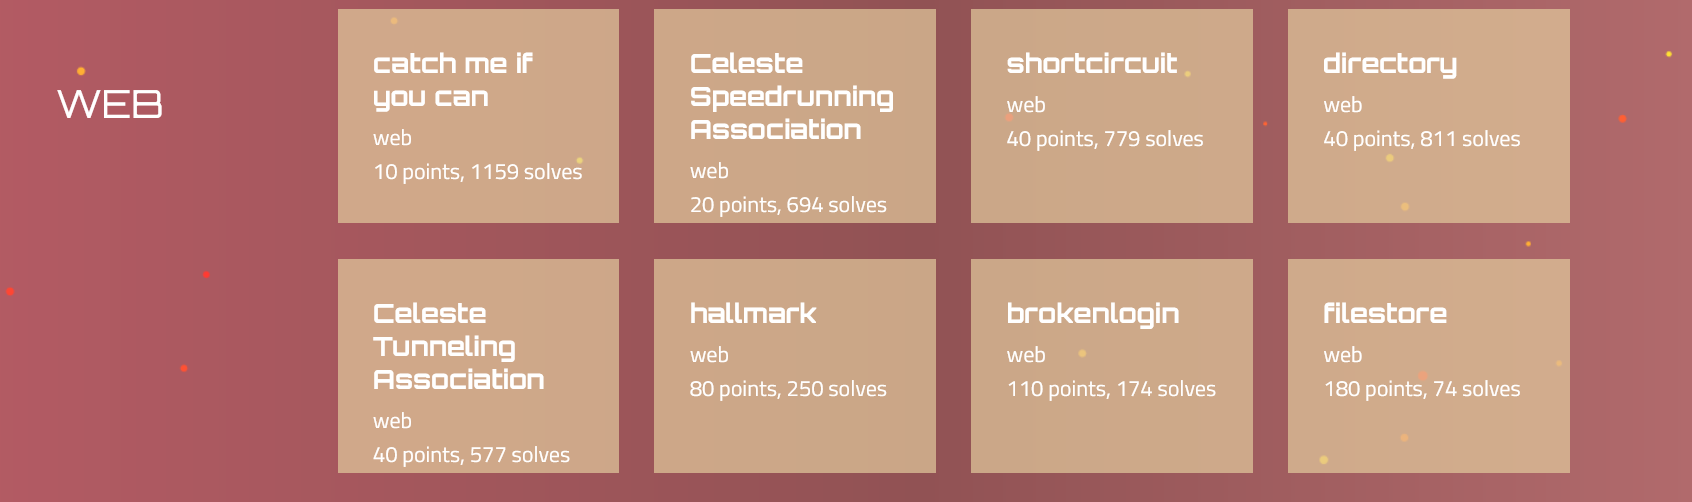 WEB
catch me if
you can
web
10 points, 1159 solves
Celeste
Speedrunning
Association
web
20 points, 694 solves
shortcircuit
web
40 points, 779 solves
directory
web
40 points, 811 solves
Celeste
Tunneling
Association
web
40 points, 577 solves
hallmark
web
80 points, 250 solves
brokenlogin
web
110 points, 174 solves
filestore
web
180 points, 74 solves